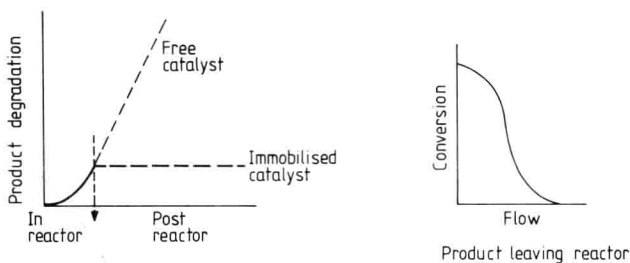 Product degradation
Free
catalyst
Immobilised
catalyst
In
reactor
Post
reactor
Conversion
Flow
Product leaving reactor